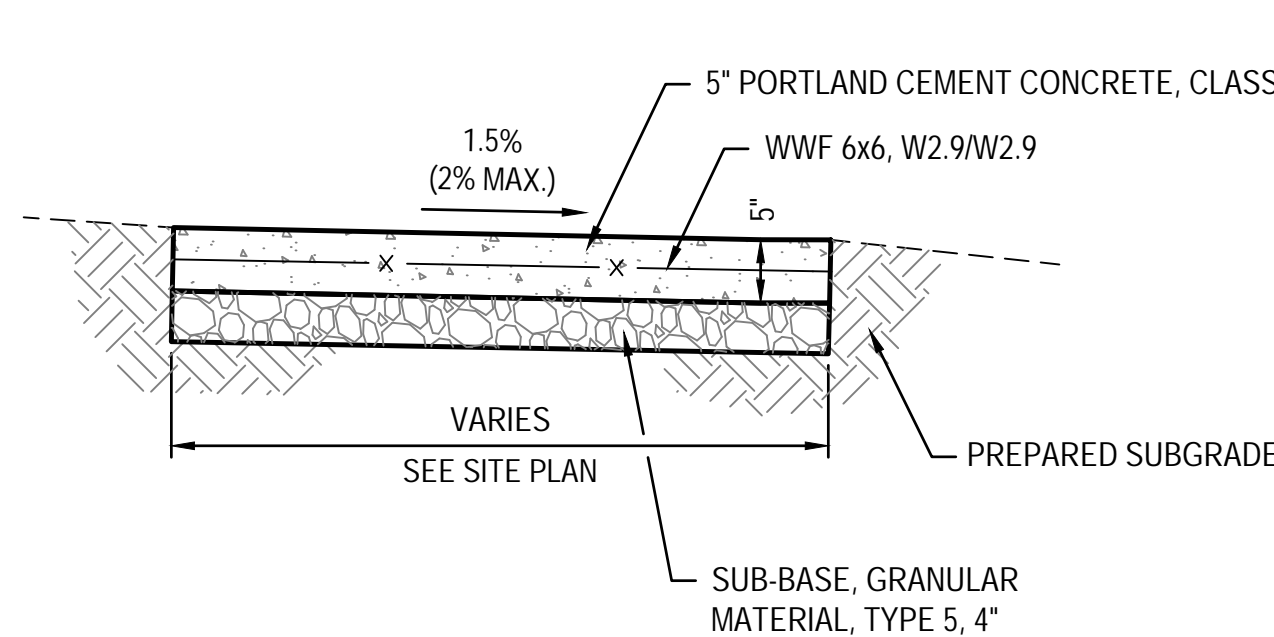 5" PORTLAND CEMENT CONCRETE, CLASS
1.5%
(2% MAX.)
WWF 6x6, W2.9/W2.9
5"
X
X
VARIES
SEE SITE PLAN
PREPARED SUBGRADE
SUB-BASE, GRANULAR
MATERIAL, TYPE 5, 4"